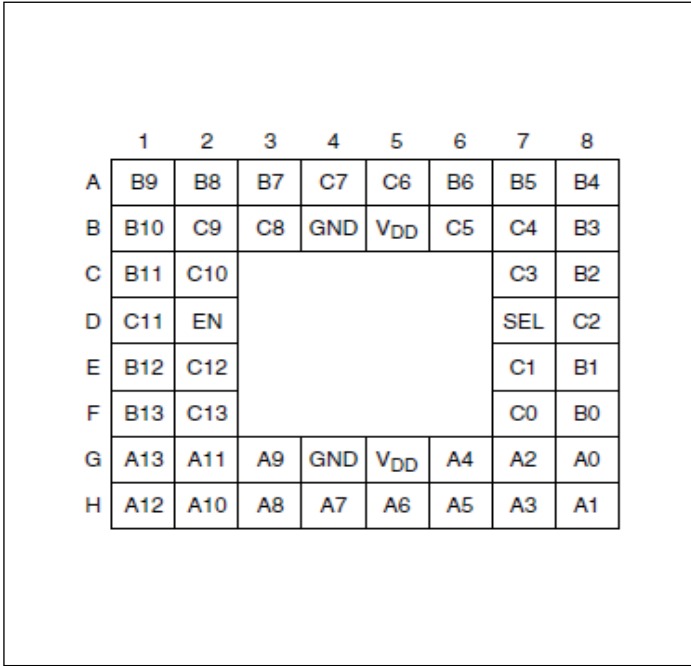 1 2 3 4 5 6 7 8
A B9 B8 B7 C7 C6 B6 B5 B4
B B10 C9 C8 GND VDD C5 C4 B3
C B11 C10 C3 B2
D C11 EN SEL C2
E B12 C12 C1 B1
F B13 C13 C0 B0
G A13 A11 A9 GND VDD A4 A2 A0
H A12 A10 A8 A7 A6 A5 A3 A1